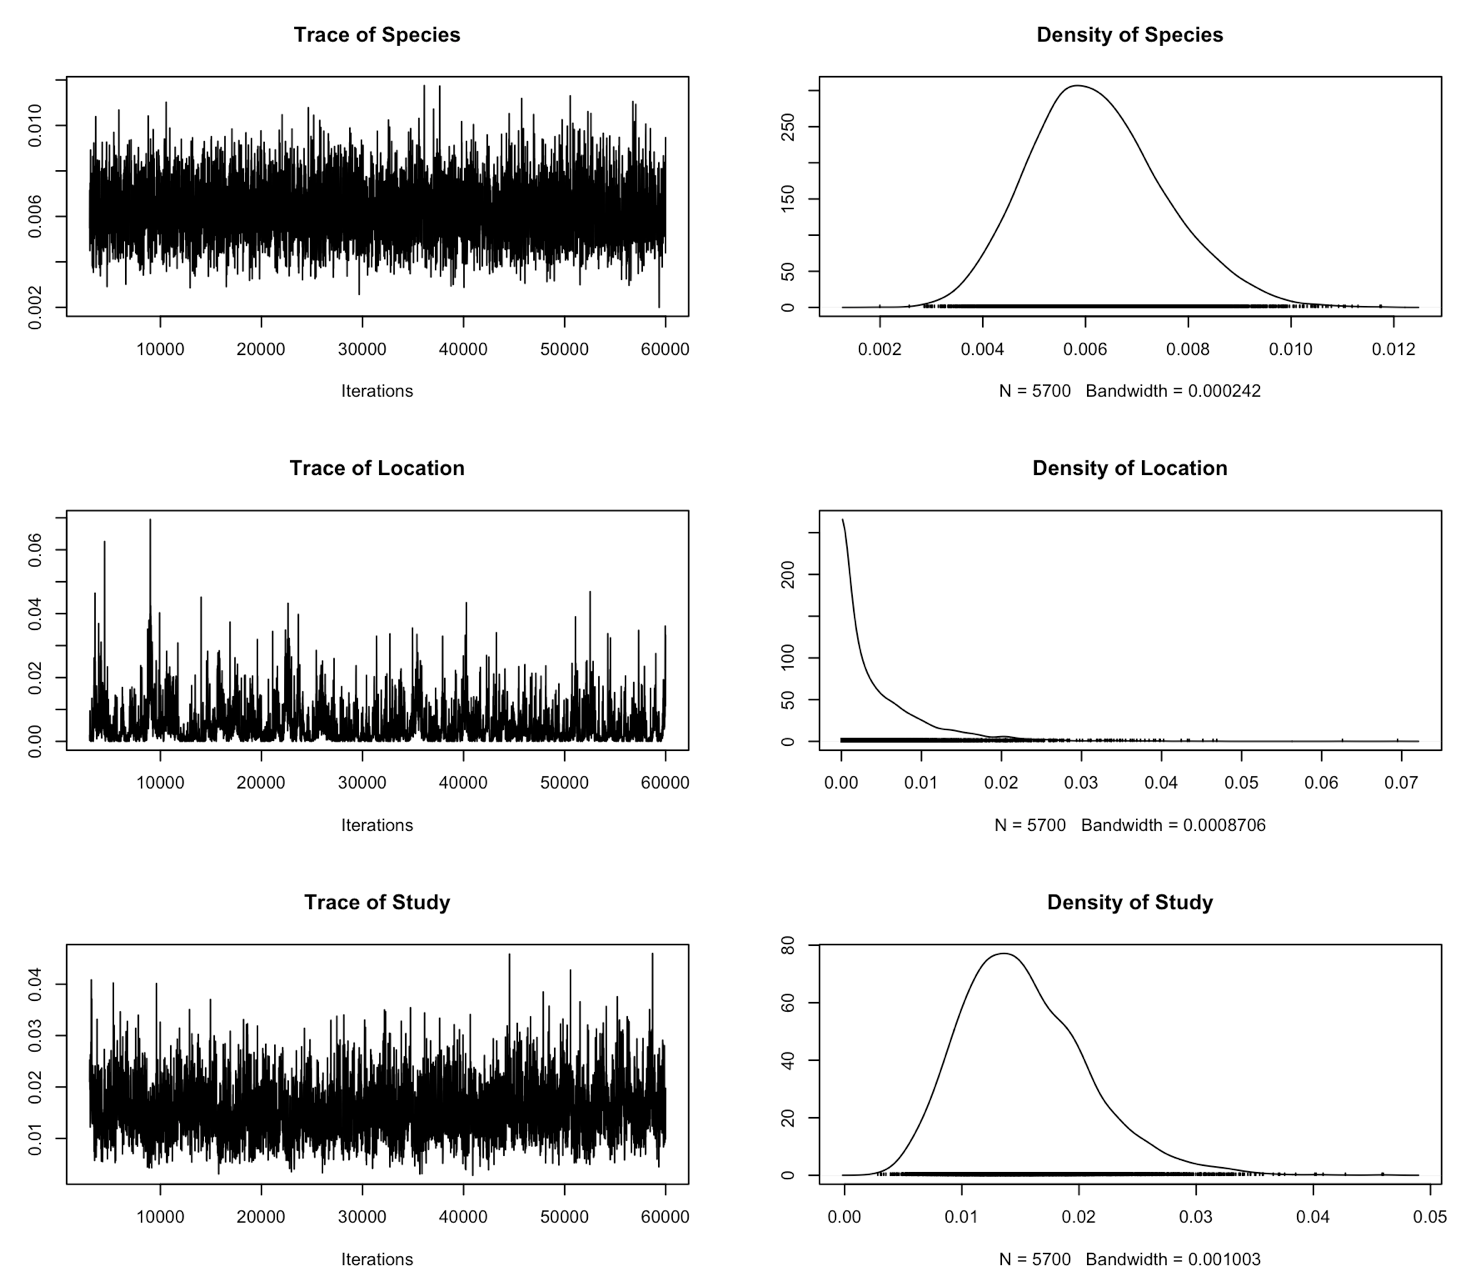 Trace of Species
0.002 0.006 0.010
10000 20000 30000 40000 50000 60000
Iterations
Density of Species
0 50 150 250
0.002 0.004 0.006 0.008 0.010 0.012
N = 5700 Bandwidth = 0.000242
Trace of Location
0.00 0.02 0.04 0.06
10000 20000 30000 40000 50000 60000
Iterations
Density of Location
0 50 100 200
0.00 0.01 0.02 0.03 0.04 0.05 0.06 0.07
N = 5700 Bandwidth = 0.0008706
Trace of Study
0.01 0.02 0.03 0.04
10000 20000 30000 40000 50000 60000
Iterations
Density of Study
0 20 40 60 80
0.00 0.01 0.02 0.03 0.04 0.05
N = 5700 Bandwidth = 0.001003